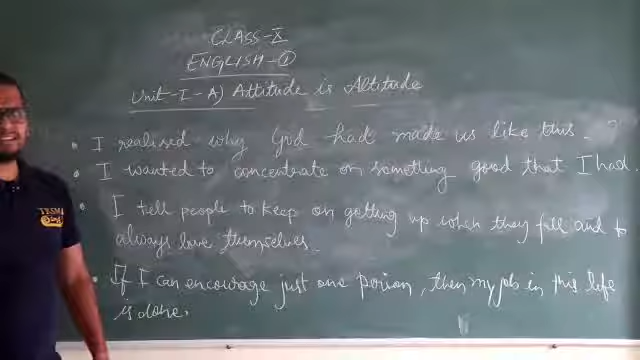 CLASS-X
ENGLISH-①
Unit-I-A) Attitude is Altitude
• I realised why God had made us like this.
• I wanted to concentrate on something good that I had.
• I tell people to keep on getting up when they fall and to
always love themselves.
• If I can encourage just one person, then my job in this life
is done.